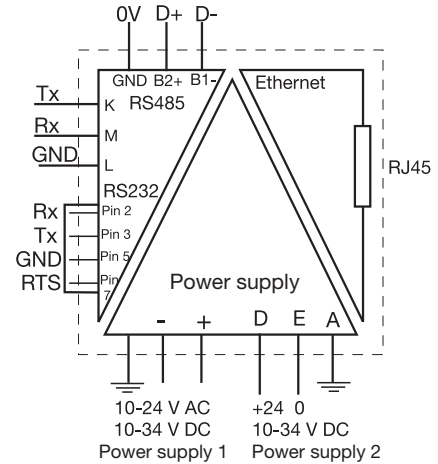 0V D+ D-
GND B2+ B1-
RS485
Ethernet
Tx
K
Rx
M
GND
L
RS232
RJ45
Rx
Pin 2
Tx
Pin 3
GND
Pin 5
RTS
Pin
7
Power supply
- + D E A
10-24 V AC
10-34 V DC
Power supply 1
+24 0
10-34 V DC
Power supply 2